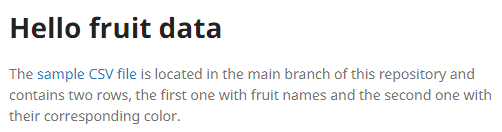 Hello fruit data
The sample CSV file is located in the main branch of this repository and
contains two rows, the first one with fruit names and the second one with
their corresponding color.